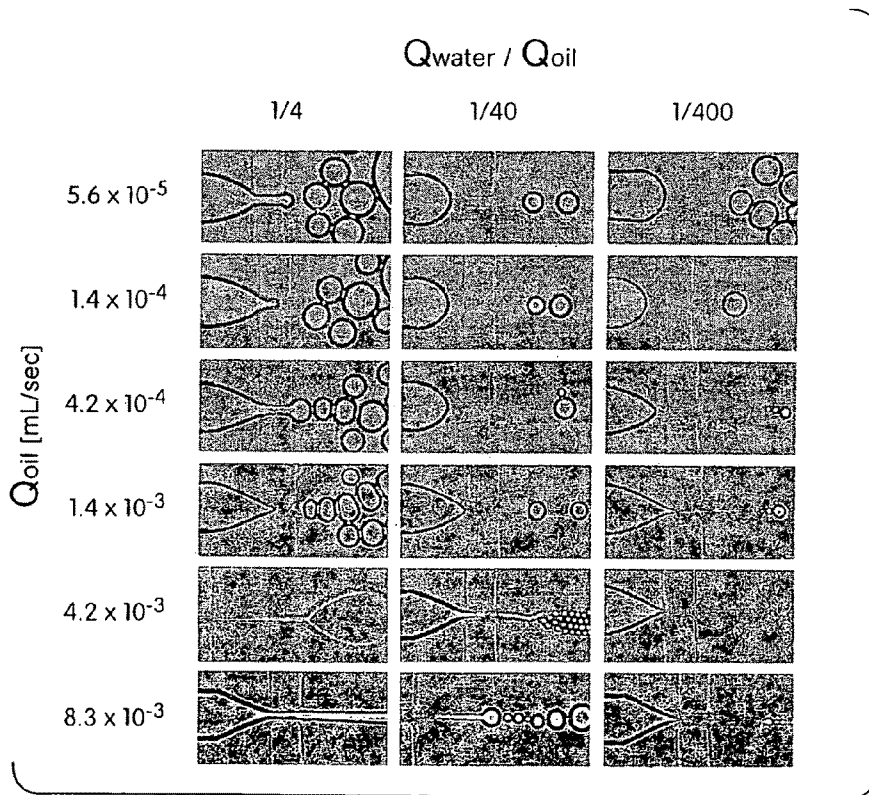 Qwater / Qoil
1/4 1/40 1/400
Qoil [mL/sec]
5.6 x 10-5
1.4 x 10-4
4.2 x 10-4
1.4 x 10-3
4.2 x 10-3
8.3 x 10-3